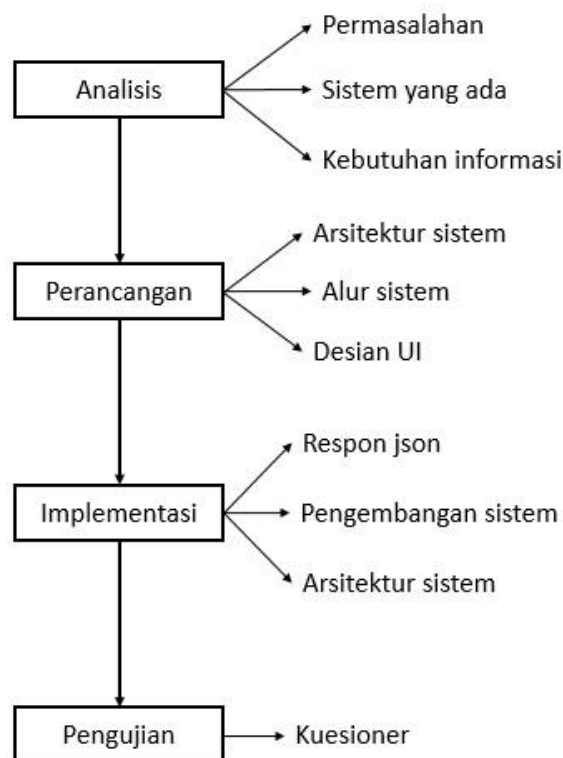 Analisis
Permasalahan
Sistem yang ada
Kebutuhan informasi
Perancangan
Arsitektur sistem
Alur sistem
Desian UI
Implementasi
Respon json
Pengembangan sistem
Arsitektur sistem
Pengujian
Kuesioner